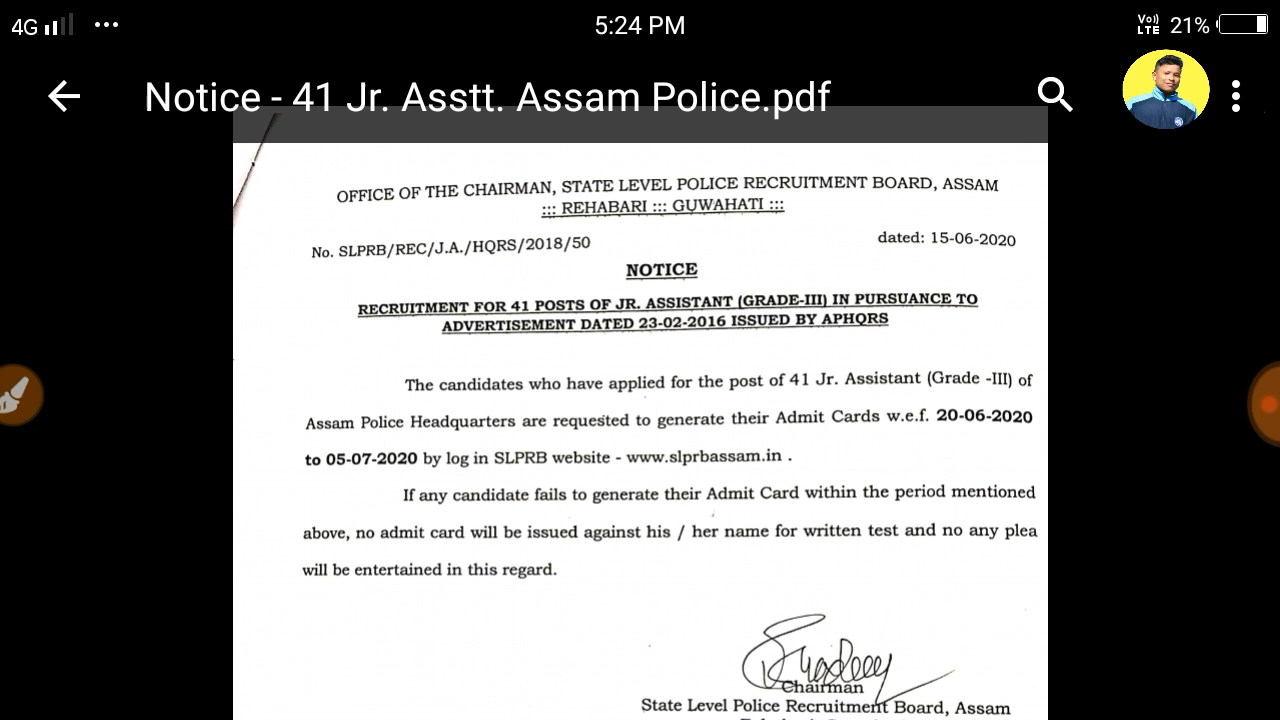 4G ... 5:24 PM Vo)) LTE 21%
Notice - 41 Jr. Asstt. Assam Police.pdf
OFFICE OF THE CHAIRMAN, STATE LEVEL POLICE RECRUITMENT BOARD, ASSAM
::: REHABARI ::: GUWAHATI :::
No. SLPRB/REC/J.A./HQRS/2018/50 dated: 15-06-2020
NOTICE
RECRUITMENT FOR 41 POSTS OF JR. ASSISTANT (GRADE-III) IN PURSUANCE TO
ADVERTISEMENT DATED 23-02-2016 ISSUED BY APHQRS
The candidates who have applied for the post of 41 Jr. Assistant (Grade -III) of
Assam Police Headquarters are requested to generate their Admit Cards w.e.f. 20-06-2020
to 05-07-2020 by log in SLPRB website - www.slprbassam.in .
If any candidate fails to generate their Admit Card within the period mentioned
above, no admit card will be issued against his / her name for written test and no any plea
will be entertained in this regard.
Chairman
State Level Police Recruitment Board, Assam